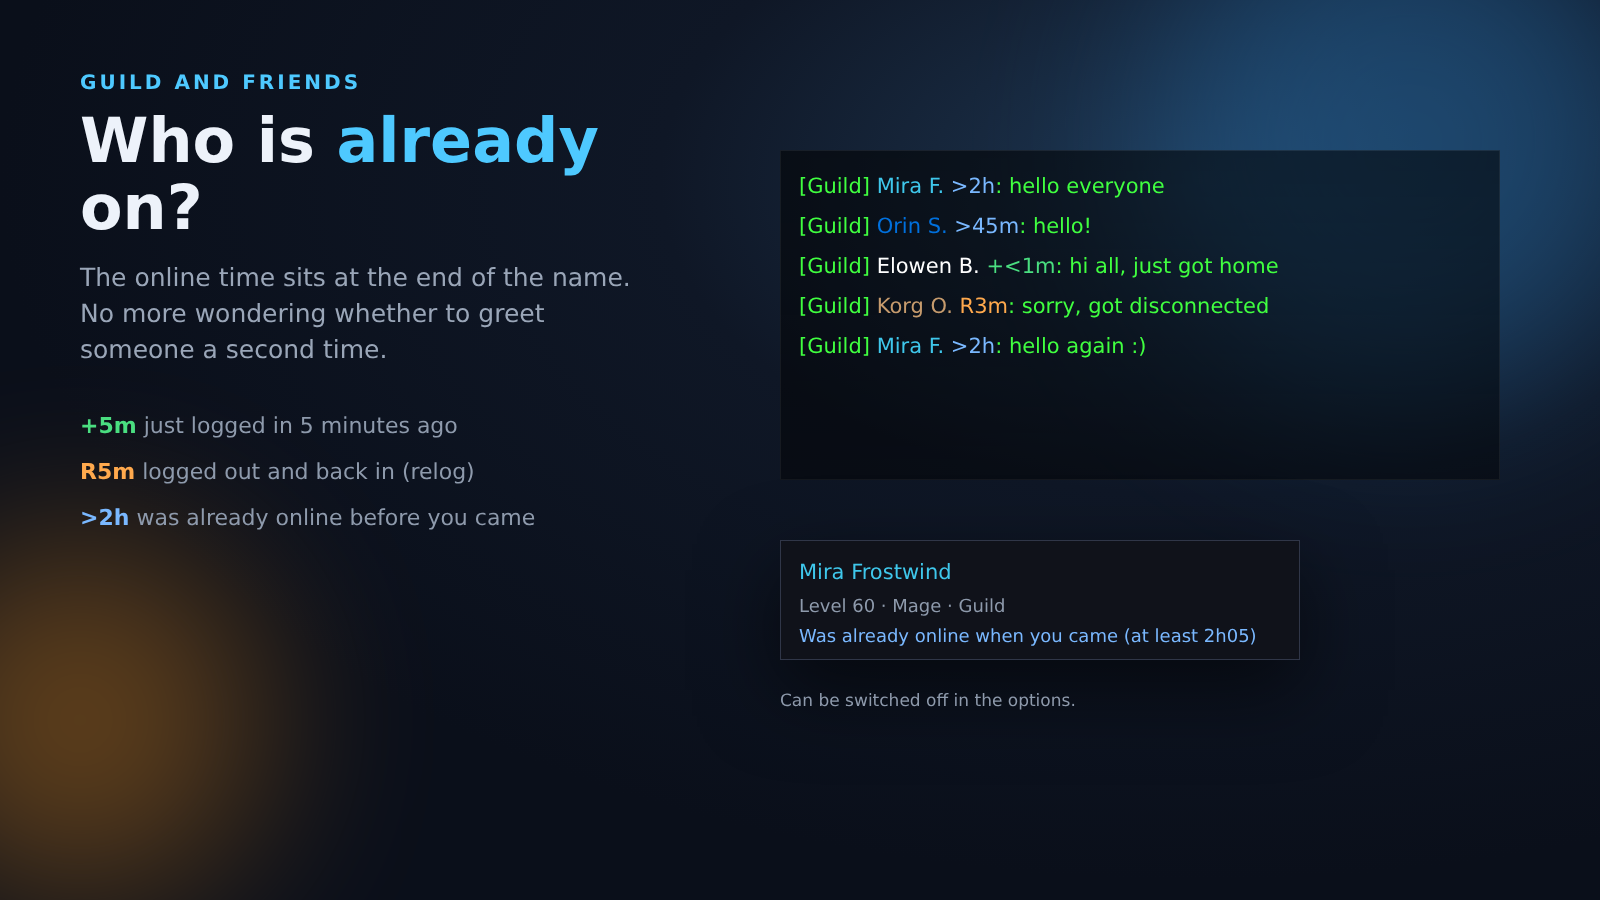 GUILD AND FRIENDS
Who is already
on?
The online time sits at the end of the name.
No more wondering whether to greet
someone a second time.
+5m just logged in 5 minutes ago
R5m logged out and back in (relog)
>2h was already online before you came
[Guild] Mira F. >2h: hello everyone
[Guild] Orin S. >45m: hello!
[Guild] Elowen B. +<1m: hi all, just got home
[Guild] Korg O. R3m: sorry, got disconnected
[Guild] Mira F. >2h: hello again :)
Mira Frostwind
Level 60 · Mage · Guild
Was already online when you came (at least 2h05)
Can be switched off in the options.